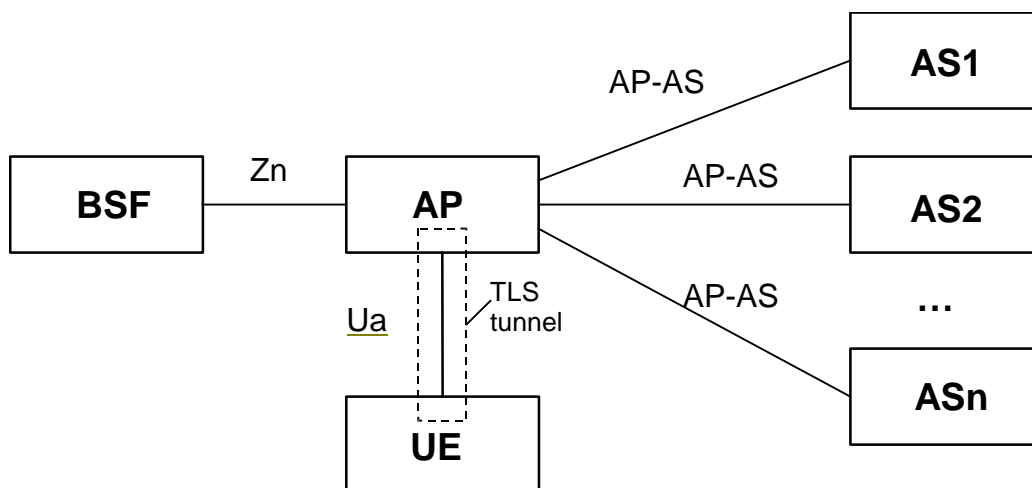 AS1
AP-AS
Zn
AP-AS
BSF
AP
AS2
TLS
tunnel
AP-AS
Ua
...
ASn
UE